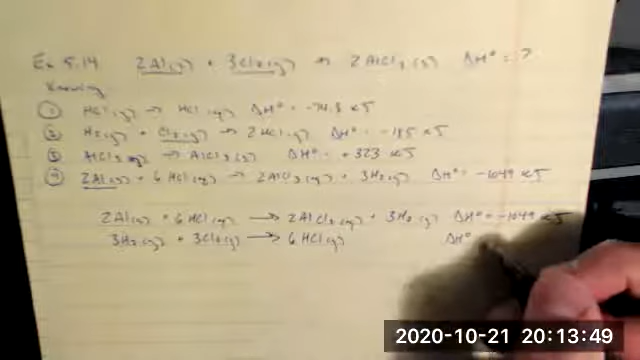 Ex 5.14 2Al(s) + 3Cl₂(g) → 2AlCl₃(s) ΔH° = ?
Knowing
① HCl(g) → HCl(aq) ΔH° = -74.8 kJ
② H₂(g) + Cl₂(g) → 2HCl(g) ΔH° = -185 kJ
③ AlCl₃(aq) → AlCl₃(s) ΔH° = +323 kJ
④ 2Al(s) + 6HCl(aq) → 2AlCl₃(aq) + 3H₂(g) ΔH° = -1049 kJ
2Al(s) + 6HCl(aq) → 2AlCl₃(aq) + 3H₂(g) ΔH° = -1049 kJ
3H₂(g) + 3Cl₂(g) → 6HCl(g) ΔH°
2020-10-21 20:13:49